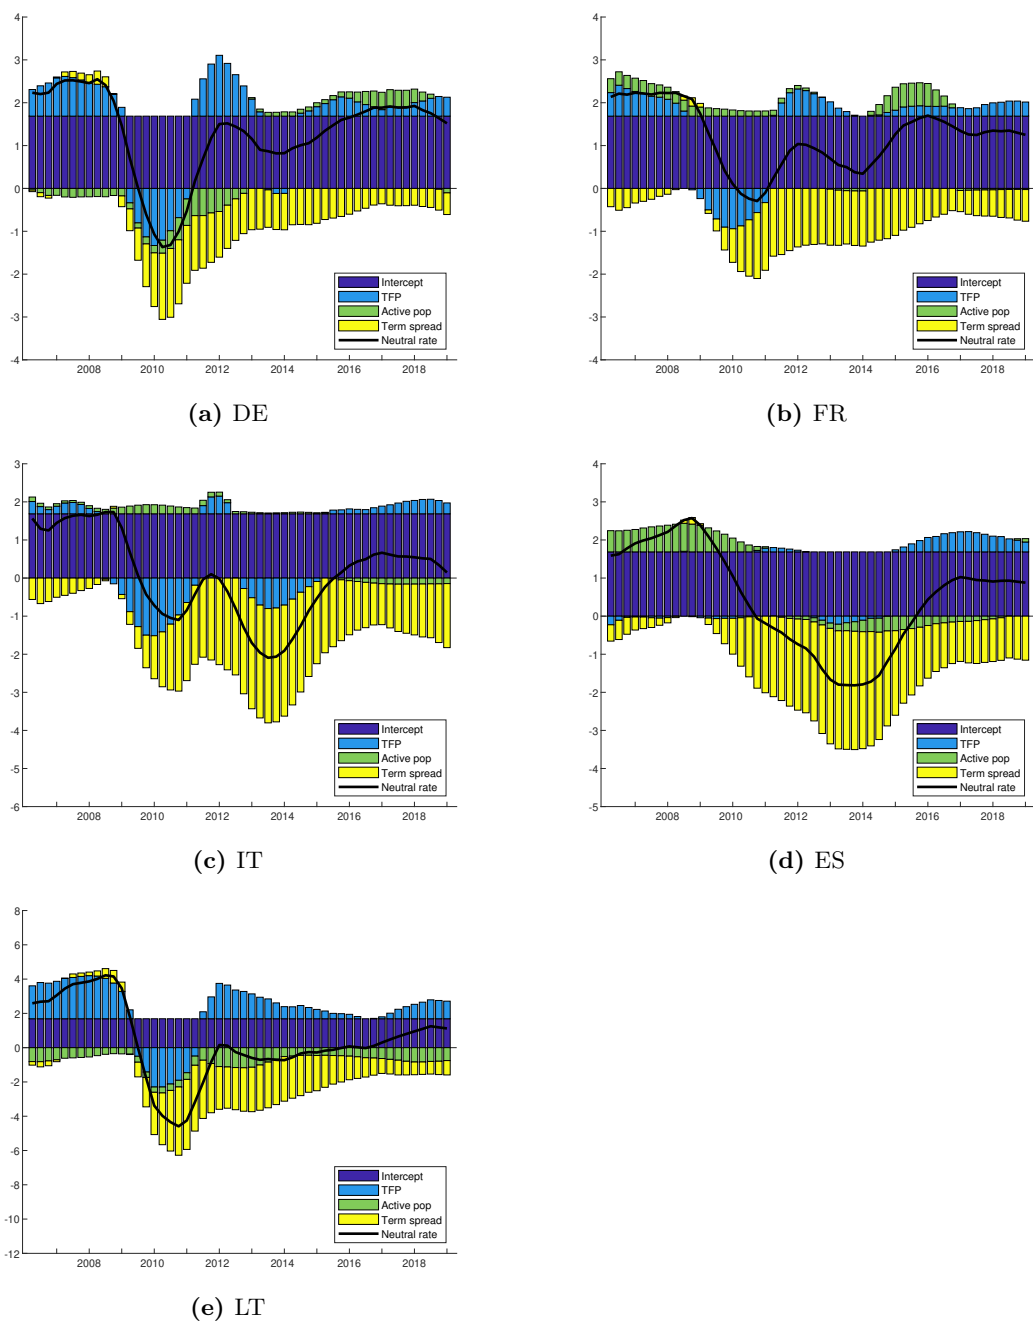 4
3
2
1
0
-1
-2
-3
-4
2008 2010 2012 2014 2016 2018
Intercept
TFP
Active pop
Term spread
Neutral rate
(a) DE
4
3
2
1
0
-1
-2
-3
-4
2008 2010 2012 2014 2016 2018
Intercept
TFP
Active pop
Term spread
Neutral rate
(b) FR
3
2
1
0
-1
-2
-3
-4
-5
-6
2008 2010 2012 2014 2016 2018
Intercept
TFP
Active pop
Term spread
Neutral rate
(c) IT
4
3
2
1
0
-1
-2
-3
-4
-5
2008 2010 2012 2014 2016 2018
Intercept
TFP
Active pop
Term spread
Neutral rate
(d) ES
8
6
4
2
0
-2
-4
-6
-8
-10
-12
2008 2010 2012 2014 2016 2018
Intercept
TFP
Active pop
Term spread
Neutral rate
(e) LT